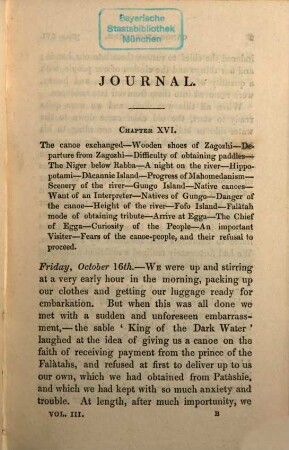 Bayerische
Staatsbibliothek
München
JOURNAL.
CHAPTER XVI.
The canoe exchanged—Wooden shoes of Zagozhi—De-
parture from Zagozhi—Difficulty of obtaining paddles—
The Niger below Rabba—A night on the river—Hippo-
potami—Dăcannie Island—Progress of Mahomedanism—
Scenery of the river—Gungo Island—Native canoes—
Want of an Interpreter—Natives of Gungo—Danger of
the canoe—Height of the river—Fofo Island—Falàtah
mode of obtaining tribute—Arrive at Egga—The Chief
of Egga—Curiosity of the People—An important
Visiter—Fears of the canoe-people, and their refusal to
proceed.
Friday, October 16th.—WE were up and stirring
at a very early hour in the morning, packing up
our clothes and getting our luggage ready for
embarkation. But when this was all done we
met with a sudden and unforeseen embarrass-
ment,—the sable ' King of the Dark Water '
laughed at the idea of giving us a canoe on
the faith of receiving payment from the prince of the
Falàtahs, and refused at first to deliver up to us
our own, which we had obtained from Patàshie,
and which we had kept with so much anxiety and
trouble. At length, after much importunity, we
VOL. III. B